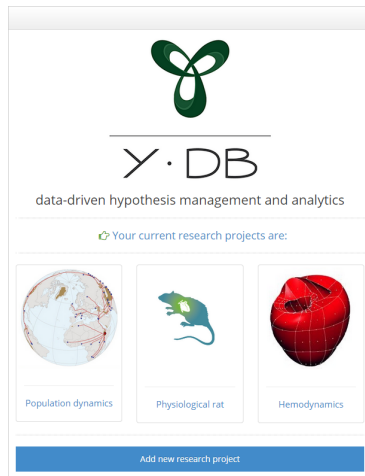 Y · DB
data-driven hypothesis management and analytics
Your current research projects are:
Population dynamics
Physiological rat
Hemodynamics
Add new research project